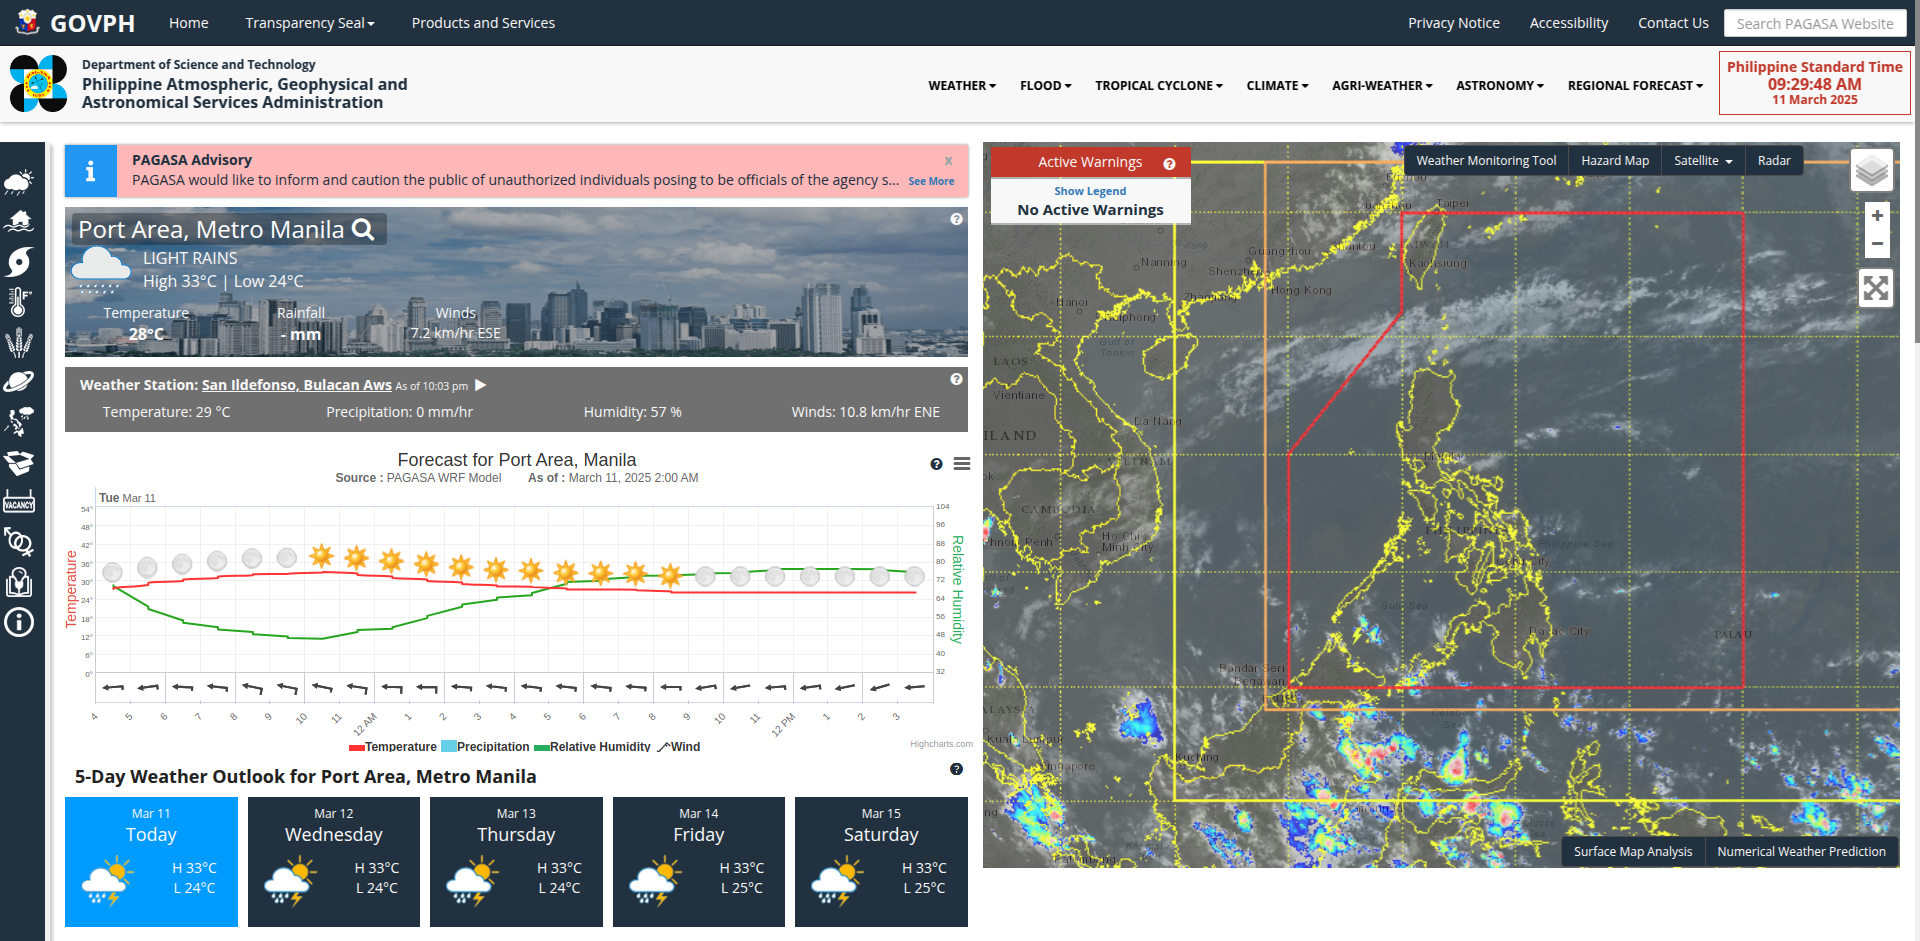 GOVPH
Home
Transparency Seal
Products and Services
Privacy Notice
Accessibility
Contact Us
Search PAGASA Website
Department of Science and Technology
Philippine Atmospheric, Geophysical and
Astronomical Services Administration
WEATHER
FLOOD
TROPICAL CYCLONE
CLIMATE
AGRI-WEATHER
ASTRONOMY
REGIONAL FORECAST
Philippine Standard Time
09:29:48 AM
11 March 2025
VACANCY
PAGASA Advisory
x
PAGASA would like to inform and caution the public of unauthorized individuals posing to be officials of the agency s... See More
Port Area, Metro Manila
LIGHT RAINS
High 33°C | Low 24°C
Temperature
28°C
Rainfall
- mm
Winds
7.2 km/hr ESE
Weather Station: San Ildefonso, Bulacan Aws As of 10:03 pm
Temperature: 29 °C
Precipitation: 0 mm/hr
Humidity: 57 %
Winds: 10.8 km/hr ENE
Forecast for Port Area, Manila
Source : PAGASA WRF Model As of : March 11, 2025 2:00 AM
Tue Mar 11
Temperature
54°
48°
42°
36°
30°
24°
18°
12°
6°
0°
104
96
88
80
72
64
56
48
40
32
Relative Humidity
4 5 6 7 8 9 10 11 12 AM 1 2 3 4 5 6 7 8 9 10 11 12 PM 1 2 3
Temperature Precipitation Relative Humidity Wind
Highcharts.com
5-Day Weather Outlook for Port Area, Metro Manila
Mar 11
Today
H 33°C
L 24°C
Mar 12
Wednesday
H 33°C
L 24°C
Mar 13
Thursday
H 33°C
L 24°C
Mar 14
Friday
H 33°C
L 25°C
Mar 15
Saturday
H 33°C
L 25°C
Active Warnings
Show Legend
No Active Warnings
Weather Monitoring Tool
Hazard Map
Satellite
Radar
+
−
Taipei
Guangzhou
Nanning
Shenzhen
Kaohsiung
Hong Kong
Hanoi
Haiphong
Gulf of
Tonkin
LAOS
Vientiane
Da Nang
ILAND
VIETNAM
Manila
CAMBODIA
Phnom Penh
Ho Chi
Minh City
PHILIPPINES
Philippine Sea
Sulu Sea
Davao City
PALAU
Bandar Seri
Begawan
Kuala Lumpur
Singapore
Kuching
Surface Map Analysis
Numerical Weather Prediction